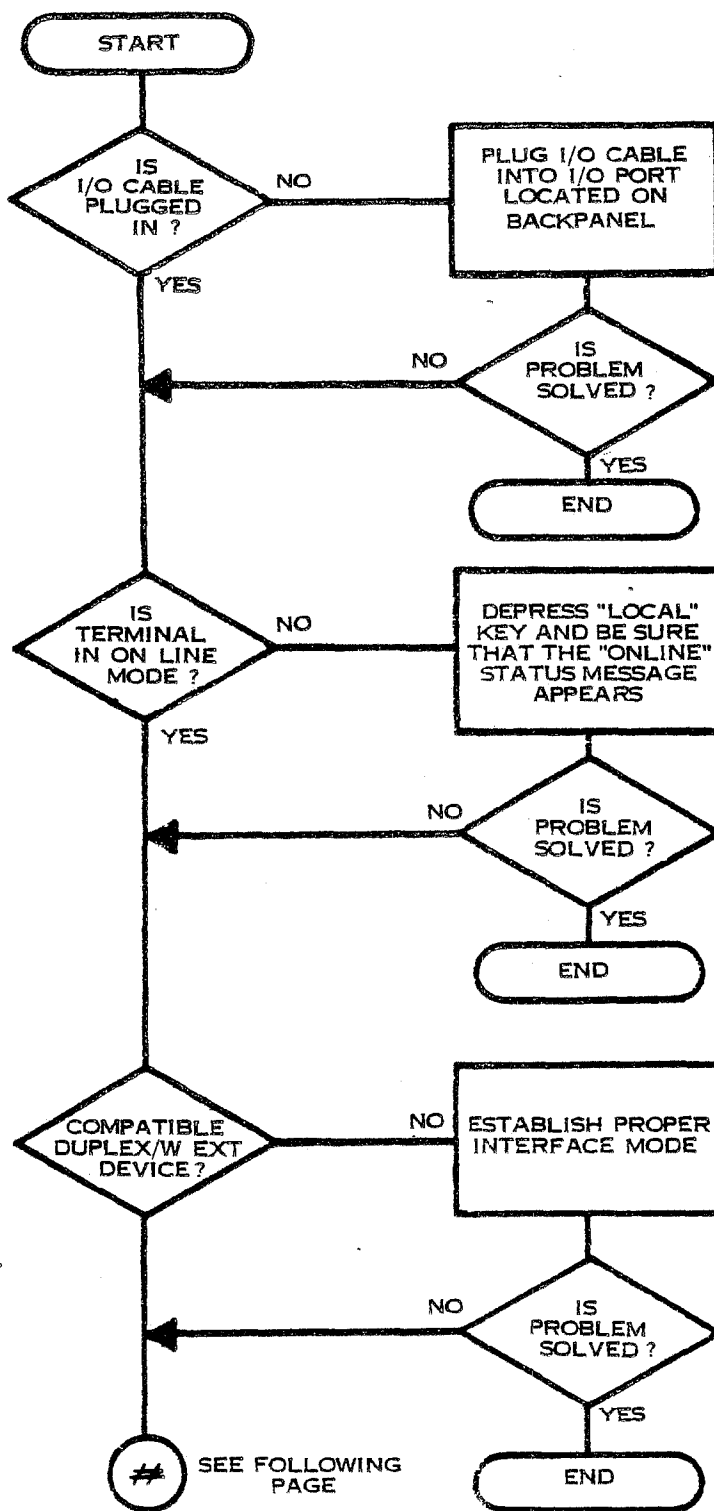 START
IS
I/O CABLE
PLUGGED
IN ?
NO
YES
PLUG I/O CABLE
INTO I/O PORT
LOCATED ON
BACKPANEL
NO
IS
PROBLEM
SOLVED ?
YES
END
IS
TERMINAL
IN ON LINE
MODE ?
NO
YES
DEPRESS "LOCAL"
KEY AND BE SURE
THAT THE "ONLINE"
STATUS MESSAGE
APPEARS
NO
IS
PROBLEM
SOLVED ?
YES
END
COMPATIBLE
DUPLEX/W EXT
DEVICE ?
NO
ESTABLISH PROPER
INTERFACE MODE
NO
IS
PROBLEM
SOLVED ?
YES
END
#
SEE FOLLOWING
PAGE